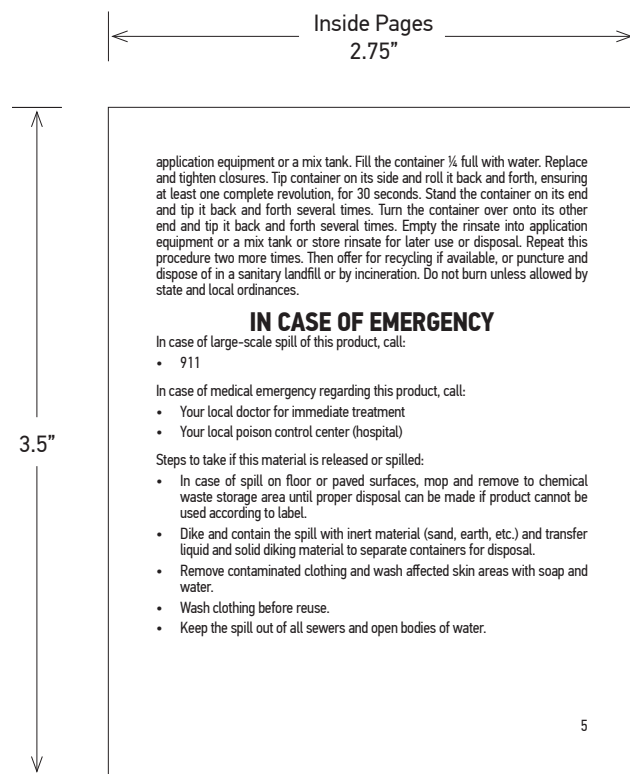 Inside Pages
2.75”
3.5”
application equipment or a mix tank. Fill the container ¼ full with water. Replace
and tighten closures. Tip container on its side and roll it back and forth, ensuring
at least one complete revolution, for 30 seconds. Stand the container on its end
and tip it back and forth several times. Turn the container over onto its other
end and tip it back and forth several times. Empty the rinsate into application
equipment or a mix tank or store rinsate for later use or disposal. Repeat this
procedure two more times. Then offer for recycling if available, or puncture and
dispose of in a sanitary landfill or by incineration. Do not burn unless allowed by
state and local ordinances.
IN CASE OF EMERGENCY
In case of large-scale spill of this product, call:
• 911
In case of medical emergency regarding this product, call:
• Your local doctor for immediate treatment
• Your local poison control center (hospital)
Steps to take if this material is released or spilled:
• In case of spill on floor or paved surfaces, mop and remove to chemical
waste storage area until proper disposal can be made if product cannot be
used according to label.
• Dike and contain the spill with inert material (sand, earth, etc.) and transfer
liquid and solid diking material to separate containers for disposal.
• Remove contaminated clothing and wash affected skin areas with soap and
water.
• Wash clothing before reuse.
• Keep the spill out of all sewers and open bodies of water.
5